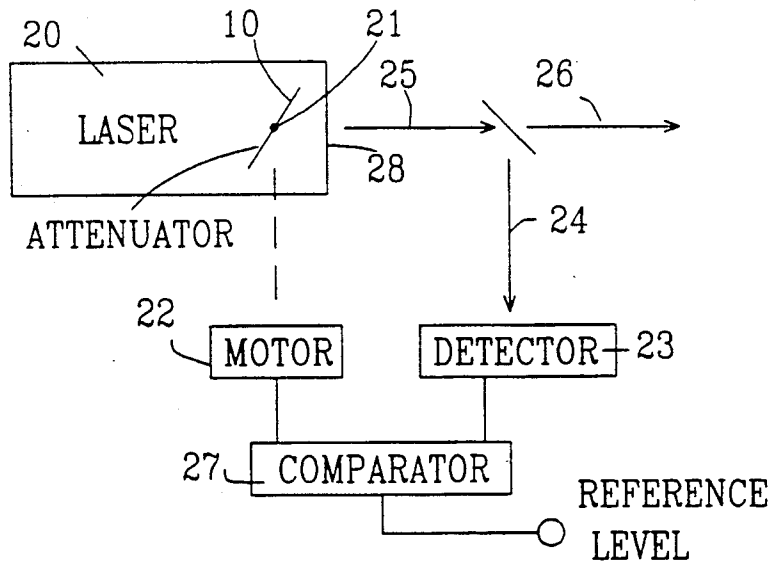 20
10
21
25
26
LASER
28
ATTENUATOR
24
22
MOTOR
DETECTOR
23
27
COMPARATOR
REFERENCE
LEVEL